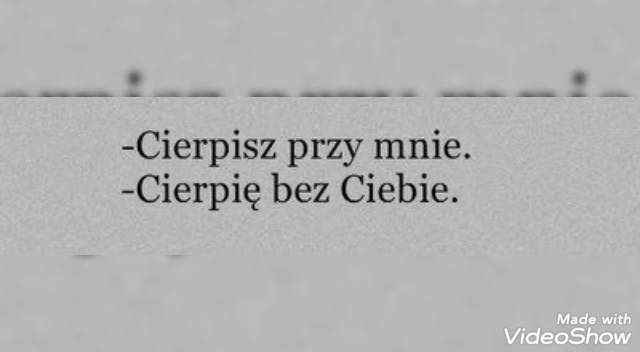 -Cierpisz przy mnie.
-Cierpię bez Ciebie.
Made with
VideoShow